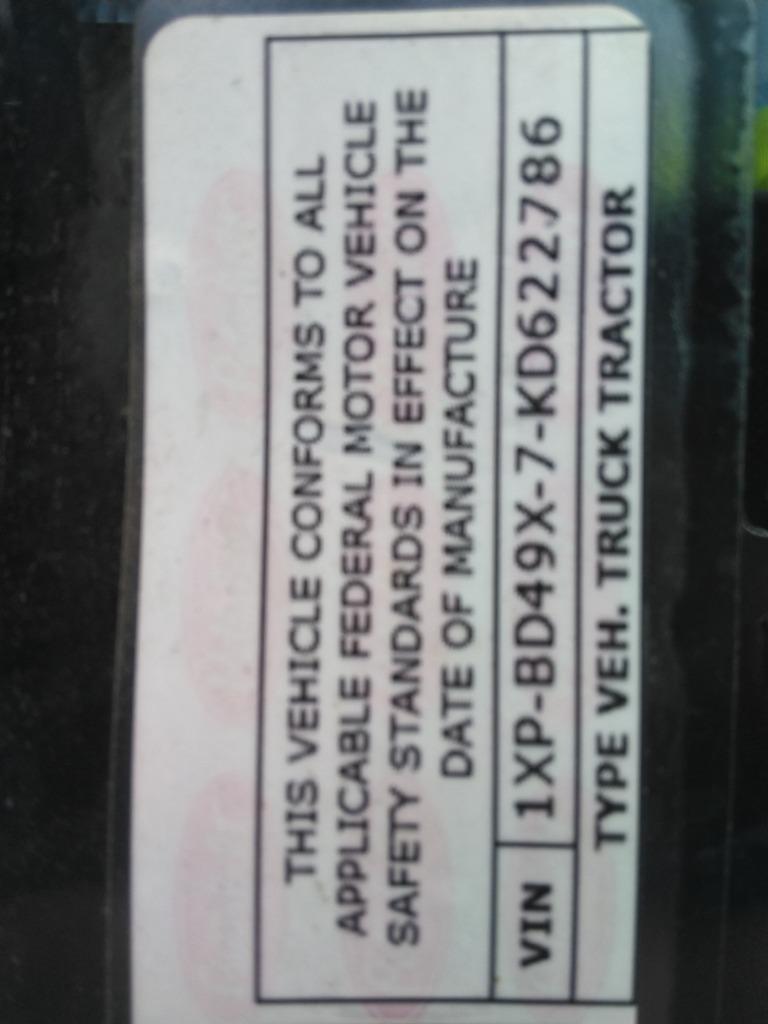 THIS VEHICLE CONFORMS TO ALL
APPLICABLE FEDERAL MOTOR VEHICLE
SAFETY STANDARDS IN EFFECT ON THE
DATE OF MANUFACTURE
VIN 1XP-BD49X-7-KD622786
TYPE VEH. TRUCK TRACTOR